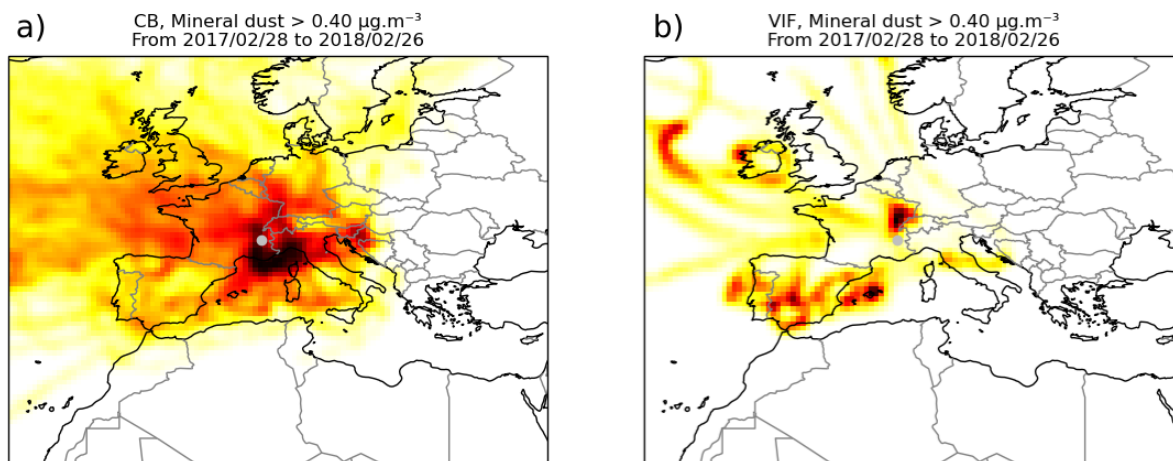 a)
CB, Mineral dust > 0.40 µg.m⁻³
From 2017/02/28 to 2018/02/26
b)
VIF, Mineral dust > 0.40 µg.m⁻³
From 2017/02/28 to 2018/02/26